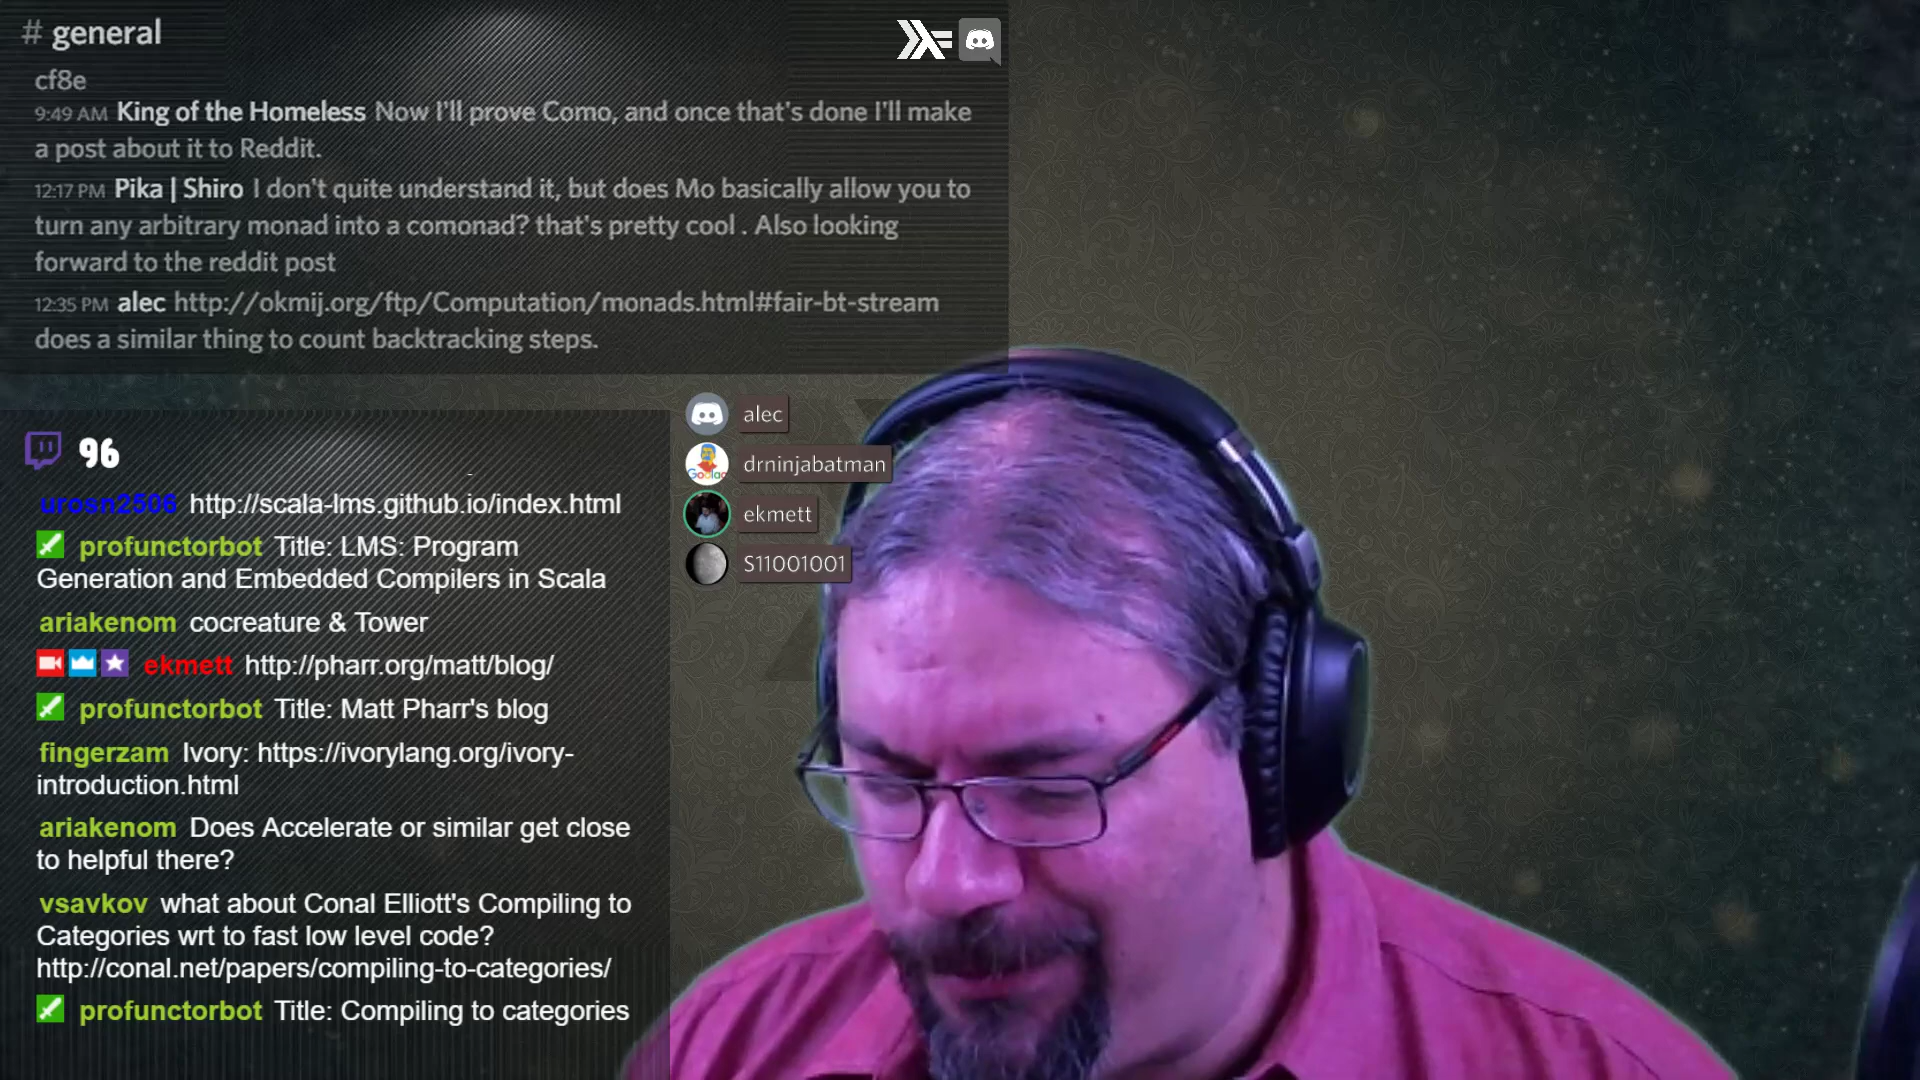 # general
cf8e
9:49 AM King of the Homeless Now I'll prove Como, and once that's done I'll make
a post about it to Reddit.
12:17 PM Pika | Shiro I don't quite understand it, but does Mo basically allow you to
turn any arbitrary monad into a comonad? that's pretty cool . Also looking
forward to the reddit post
12:35 PM alec http://okmij.org/ftp/Computation/monads.html#fair-bt-stream
does a similar thing to count backtracking steps.
alec
drninjabatman
ekmett
S11001001
96
urosn2506 http://scala-lms.github.io/index.html
profunctorbot Title: LMS: Program
Generation and Embedded Compilers in Scala
ariakenom cocreature & Tower
ekmett http://pharr.org/matt/blog/
profunctorbot Title: Matt Pharr's blog
fingerzam Ivory: https://ivorylang.org/ivory-
introduction.html
ariakenom Does Accelerate or similar get close
to helpful there?
vsavkov what about Conal Elliott's Compiling to
Categories wrt to fast low level code?
http://conal.net/papers/compiling-to-categories/
profunctorbot Title: Compiling to categories